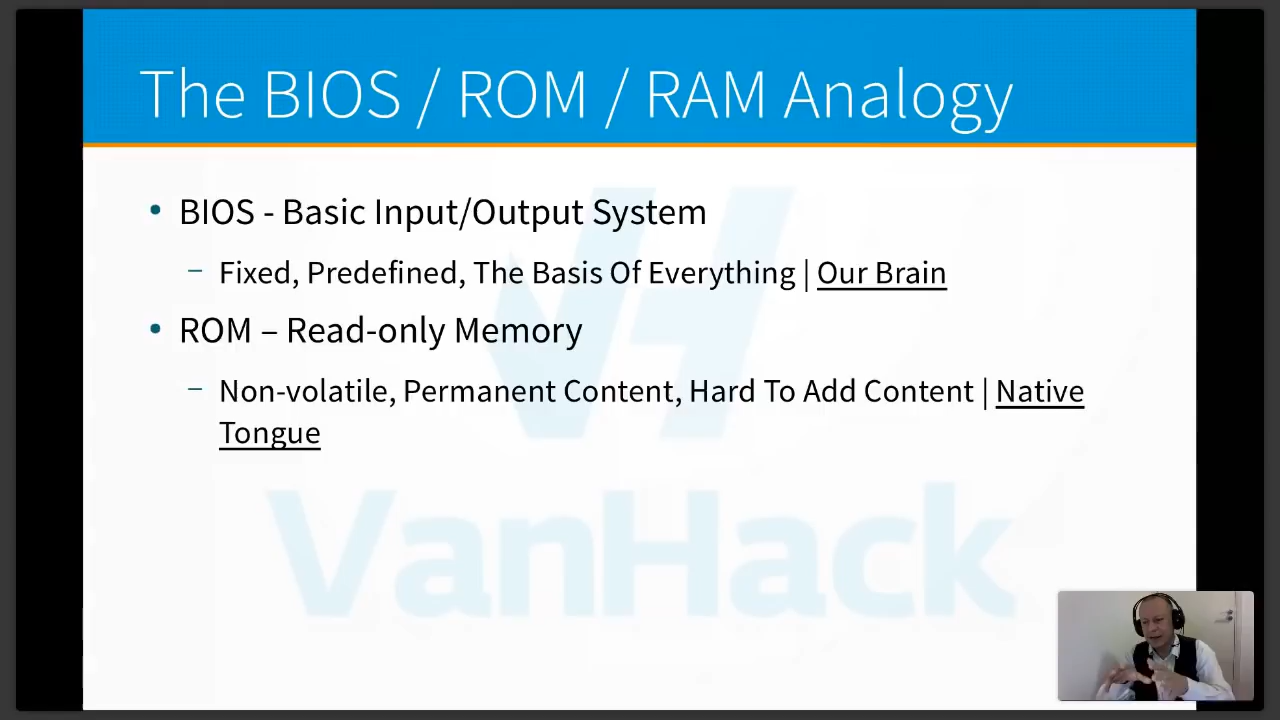 The BIOS / ROM / RAM Analogy
• BIOS - Basic Input/Output System
– Fixed, Predefined, The Basis Of Everything | Our Brain
• ROM – Read-only Memory
– Non-volatile, Permanent Content, Hard To Add Content | Native
Tongue
VanHack